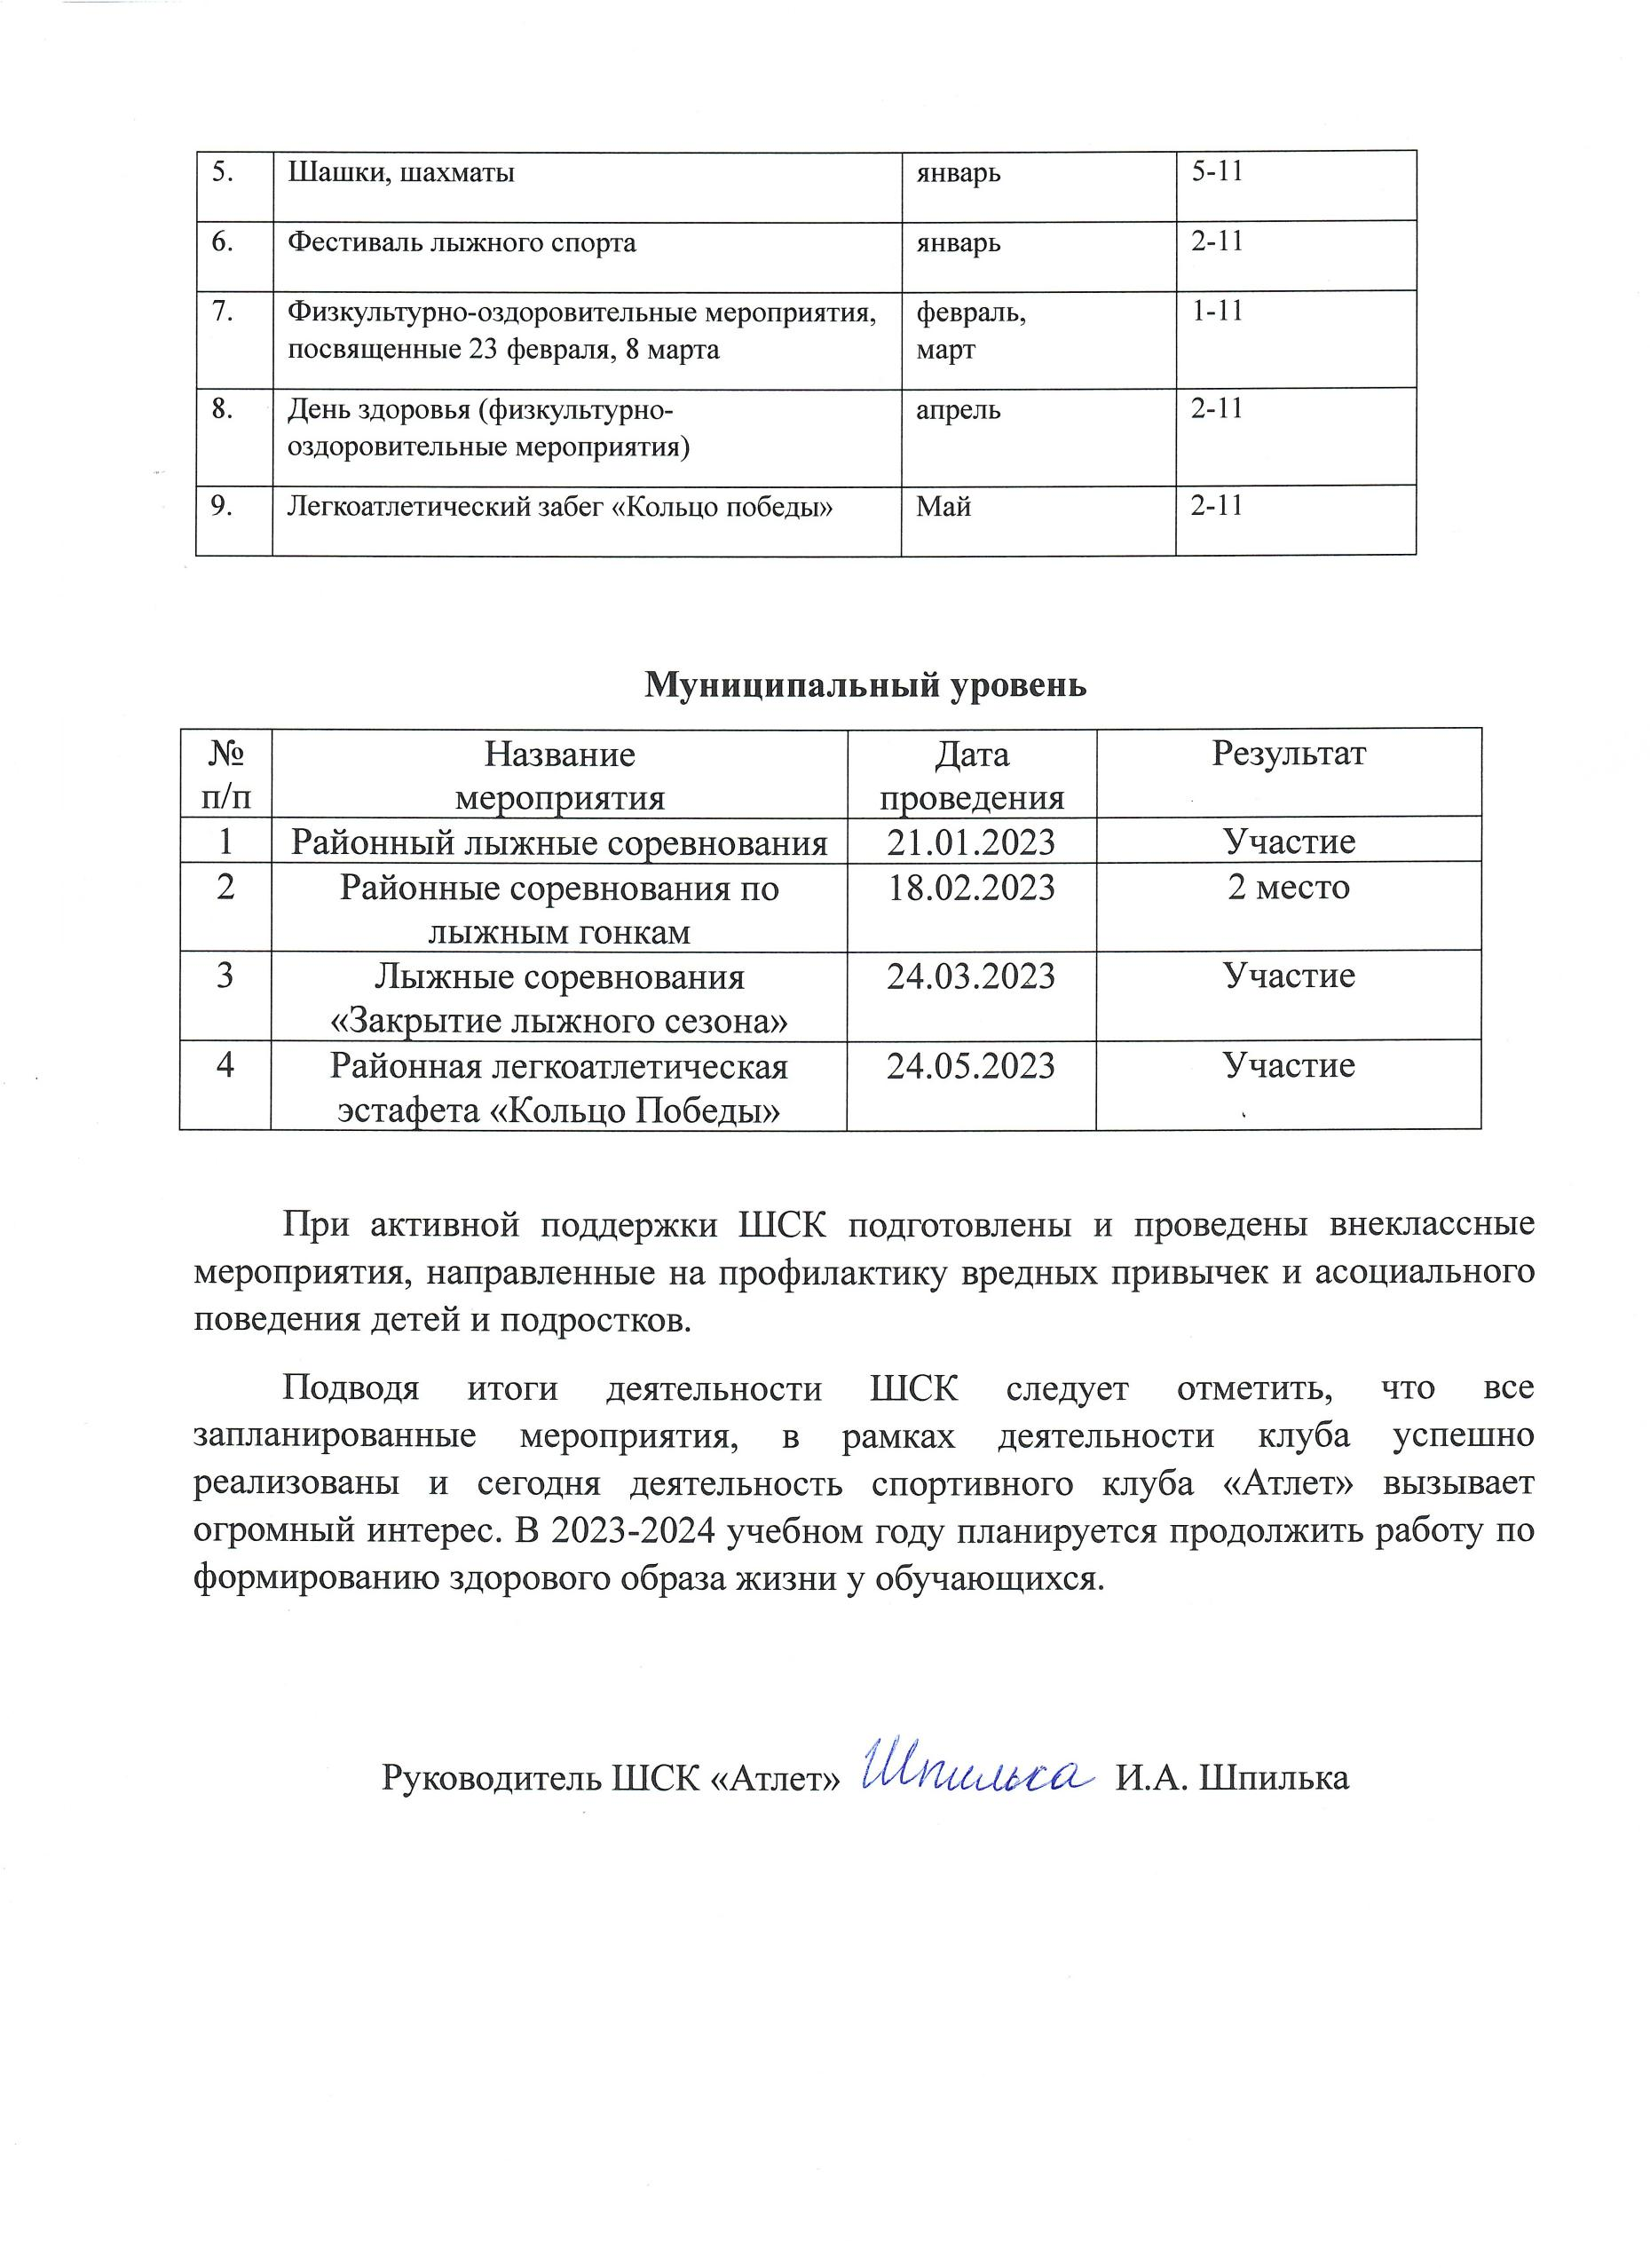 5. Шашки, шахматы январь 5-11
6. Фестиваль лыжного спорта январь 2-11
7. Физкультурно-оздоровительные мероприятия, февраль, 1-11
посвященные 23 февраля, 8 марта март
8. День здоровья (физкультурно- апрель 2-11
оздоровительные мероприятия)
9. Легкоатлетический забег «Кольцо победы» Май 2-11
Муниципальный уровень
№ Название Дата Результат
п/п мероприятия проведения
1 Районный лыжные соревнования 21.01.2023 Участие
2 Районные соревнования по 18.02.2023 2 место
лыжным гонкам
3 Лыжные соревнования 24.03.2023 Участие
«Закрытие лыжного сезона»
4 Районная легкоатлетическая 24.05.2023 Участие
эстафета «Кольцо Победы»
При активной поддержки ШСК подготовлены и проведены внеклассные
мероприятия, направленные на профилактику вредных привычек и асоциального
поведения детей и подростков.
Подводя итоги деятельности ШСК следует отметить, что все
запланированные мероприятия, в рамках деятельности клуба успешно
реализованы и сегодня деятельность спортивного клуба «Атлет» вызывает
огромный интерес. В 2023-2024 учебном году планируется продолжить работу по
формированию здорового образа жизни у обучающихся.
Руководитель ШСК «Атлет» Шпилька И.А. Шпилька